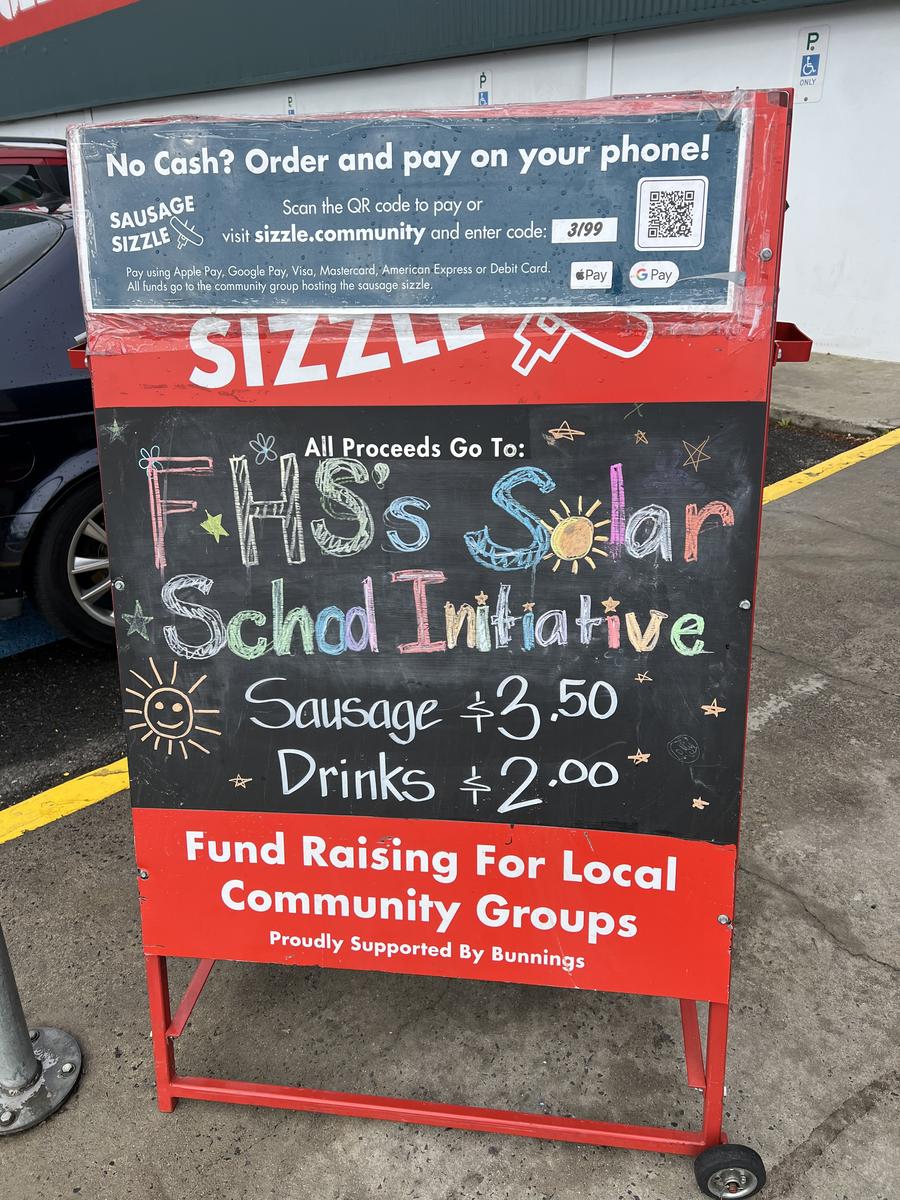 No Cash? Order and pay on your phone!
SAUSAGE
SIZZLE
Scan the QR code to pay or
visit sizzle.community and enter code: 3199
Pay using Apple Pay, Google Pay, Visa, Mastercard, American Express or Debit Card.
All funds go to the community group hosting the sausage sizzle.
Pay
G Pay
SIZZLE
All Proceeds Go To:
FHS's Solar
School Initiative
Sausage $3.50
Drinks $2.00
Fund Raising For Local
Community Groups
Proudly Supported By Bunnings
P
ONLY
P
P